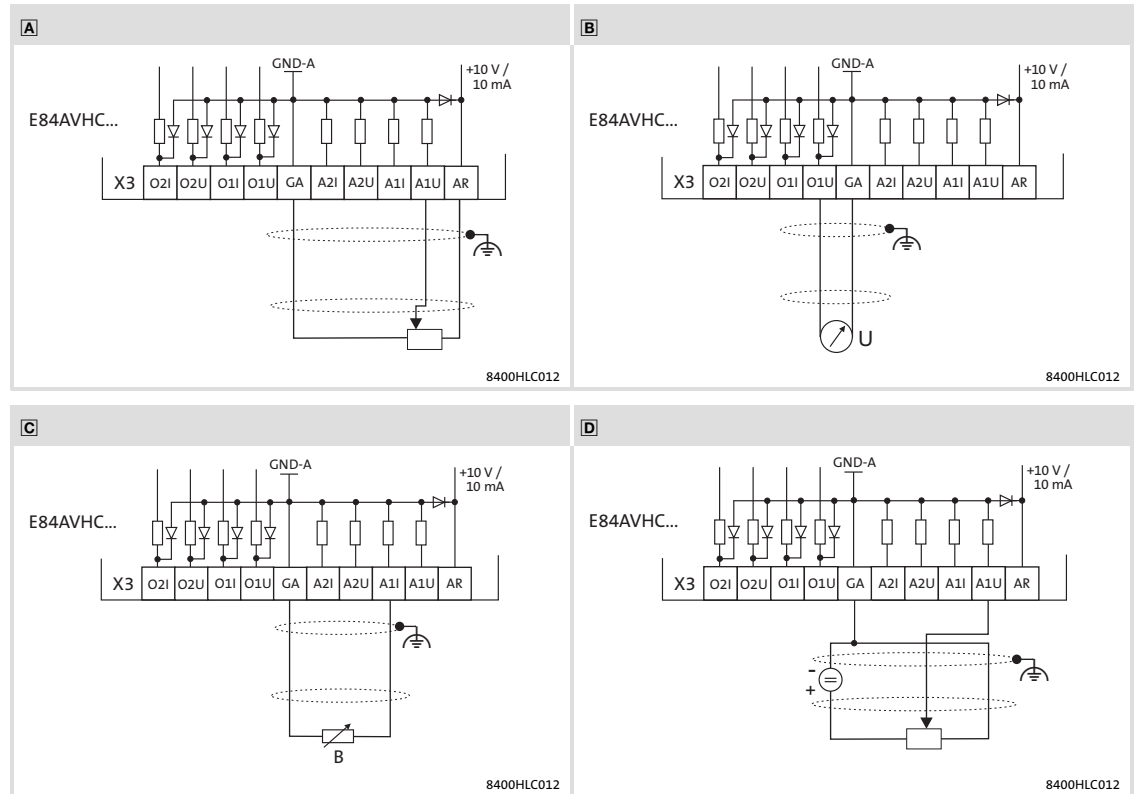 A
GND-A
+10 V /
10 mA
E84AVHC...
X3 O2I O2U O1I O1U GA A2I A2U A1I A1U AR
8400HLC012
B
GND-A
+10 V /
10 mA
E84AVHC...
X3 O2I O2U O1I O1U GA A2I A2U A1I A1U AR
U
8400HLC012
C
GND-A
+10 V /
10 mA
E84AVHC...
X3 O2I O2U O1I O1U GA A2I A2U A1I A1U AR
B
8400HLC012
D
GND-A
+10 V /
10 mA
E84AVHC...
X3 O2I O2U O1I O1U GA A2I A2U A1I A1U AR
-
+
8400HLC012